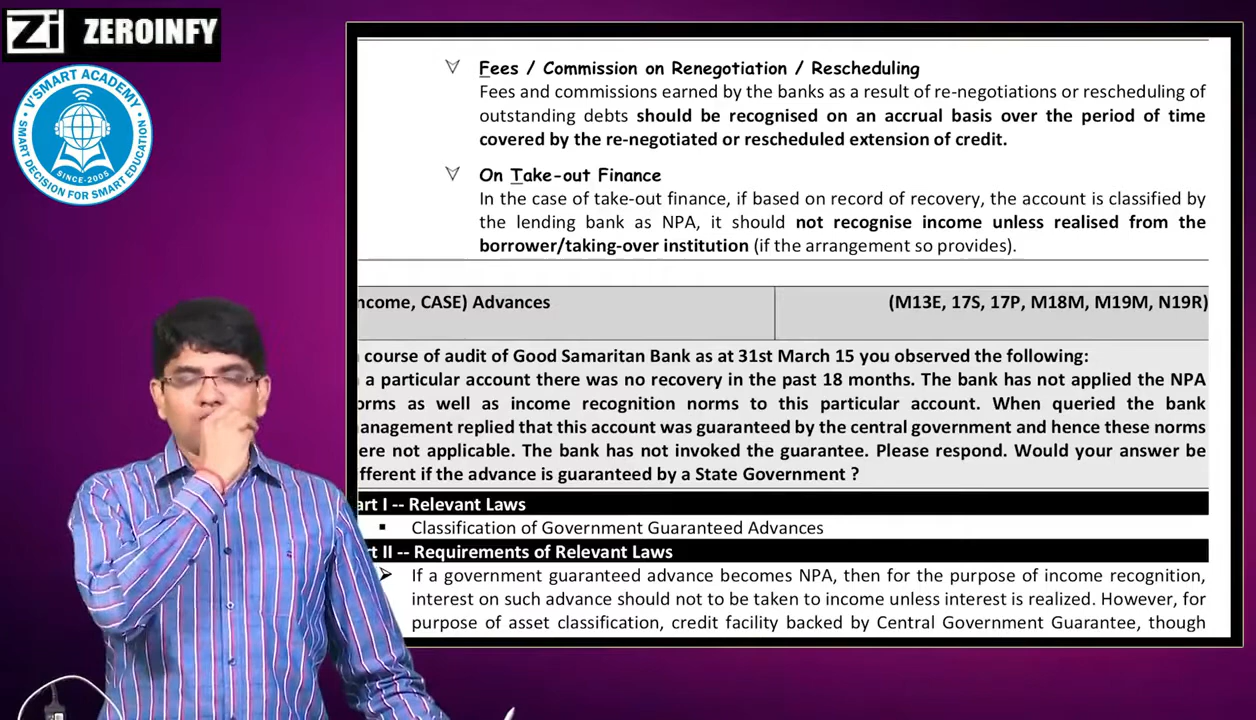 Zi ZEROINFY
V'SMART ACADEMY
SINCE-2005
SMART DECISION FOR SMART EDUCATION
Fees / Commission on Renegotiation / Rescheduling
Fees and commissions earned by the banks as a result of re-negotiations or rescheduling of
outstanding debts should be recognised on an accrual basis over the period of time
covered by the re-negotiated or rescheduled extension of credit.
On Take-out Finance
In the case of take-out finance, if based on record of recovery, the account is classified by
the lending bank as NPA, it should not recognise income unless realised from the
borrower/taking-over institution (if the arrangement so provides).
ncome, CASE) Advances (M13E, 17S, 17P, M18M, M19M, N19R)
course of audit of Good Samaritan Bank as at 31st March 15 you observed the following:
a particular account there was no recovery in the past 18 months. The bank has not applied the NPA
orms as well as income recognition norms to this particular account. When queried the bank
anagement replied that this account was guaranteed by the central government and hence these norms
ere not applicable. The bank has not invoked the guarantee. Please respond. Would your answer be
fferent if the advance is guaranteed by a State Government ?
art I -- Relevant Laws
Classification of Government Guaranteed Advances
rt II -- Requirements of Relevant Laws
If a government guaranteed advance becomes NPA, then for the purpose of income recognition,
interest on such advance should not to be taken to income unless interest is realized. However, for
purpose of asset classification, credit facility backed by Central Government Guarantee, though